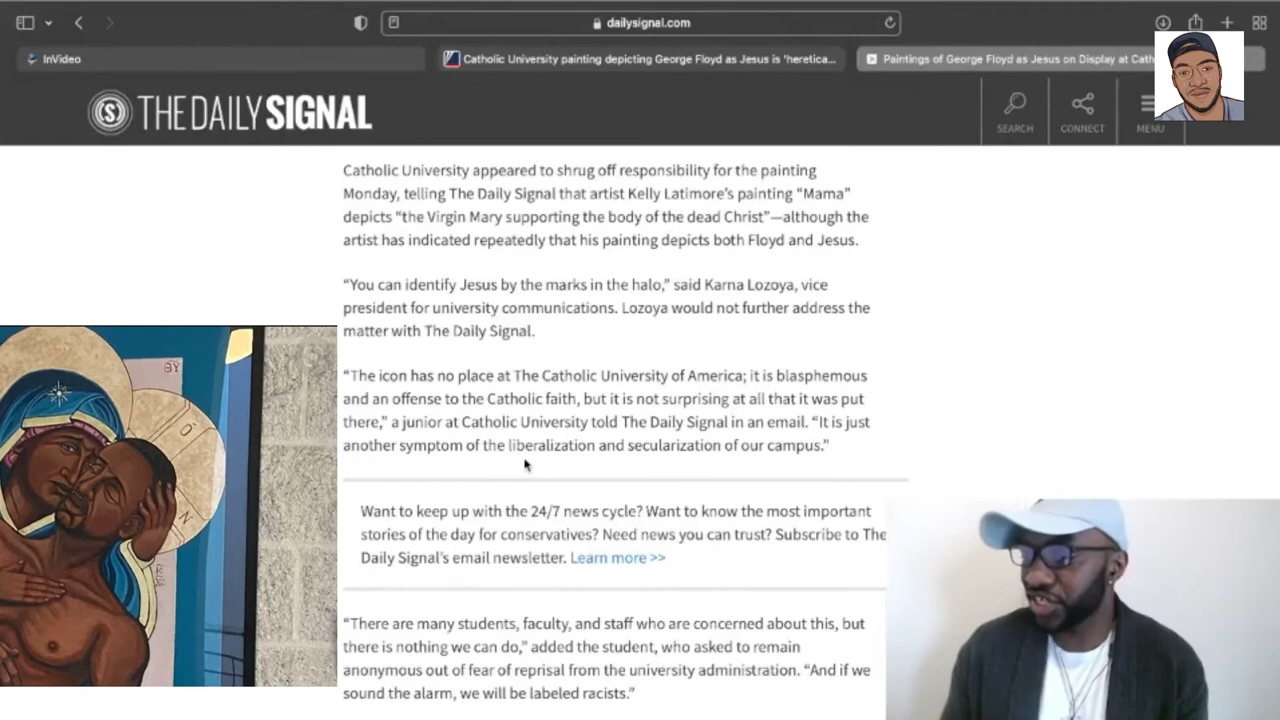 dailysignal.com
InVideo
Catholic University painting depicting George Floyd as Jesus is 'heretica...
Paintings of George Floyd as Jesus on Display at Cath
THE DAILY SIGNAL
SEARCH
CONNECT
MENU
Catholic University appeared to shrug off responsibility for the painting
Monday, telling The Daily Signal that artist Kelly Latimore’s painting “Mama”
depicts “the Virgin Mary supporting the body of the dead Christ”—although the
artist has indicated repeatedly that his painting depicts both Floyd and Jesus.
“You can identify Jesus by the marks in the halo,” said Karna Lozoya, vice
president for university communications. Lozoya would not further address the
matter with The Daily Signal.
“The icon has no place at The Catholic University of America; it is blasphemous
and an offense to the Catholic faith, but it is not surprising at all that it was put
there,” a junior at Catholic University told The Daily Signal in an email. “It is just
another symptom of the liberalization and secularization of our campus.”
Want to keep up with the 24/7 news cycle? Want to know the most important
stories of the day for conservatives? Need news you can trust? Subscribe to The
Daily Signal’s email newsletter. Learn more >>
“There are many students, faculty, and staff who are concerned about this, but
there is nothing we can do,” added the student, who asked to remain
anonymous out of fear of reprisal from the university administration. “And if we
sound the alarm, we will be labeled racists.”